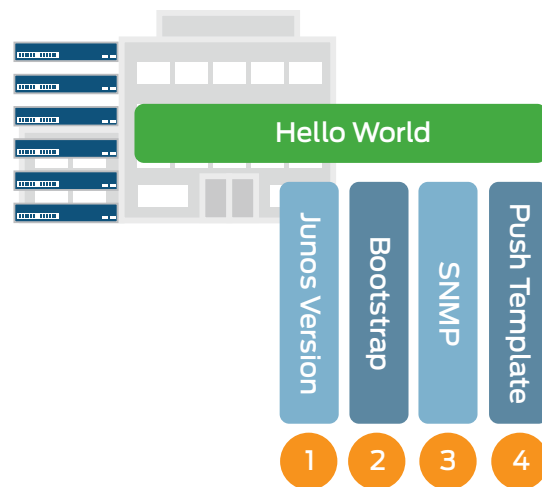 Hello World
Junos Version
Bootstrap
SNMP
Push Template
1
2
3
4